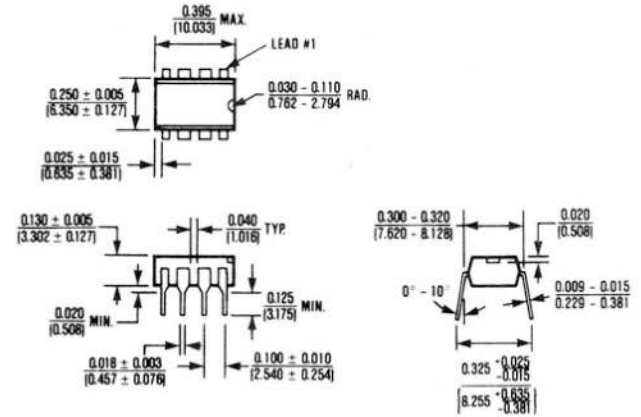 0.395
(10.033)
MAX.
LEAD #1
0.250 ± 0.005
(6.350 ± 0.127)
0.030 - 0.110
0.762 - 2.794
RAD.
0.025 ± 0.015
(0.635 ± 0.381)
0.130 ± 0.005
(3.302 ± 0.127)
0.040
(1.016)
TYP.
0.020
(0.508)
MIN.
0.125
(3.175)
MIN.
0.018 ± 0.003
(0.457 ± 0.076)
0.100 ± 0.010
(2.540 ± 0.254)
0.300 - 0.320
(7.620 - 8.128)
0.020
(0.508)
0° - 10°
0.009 - 0.015
0.229 - 0.381
0.325 +0.025
-0.015
(8.255 +0.635
-0.381)